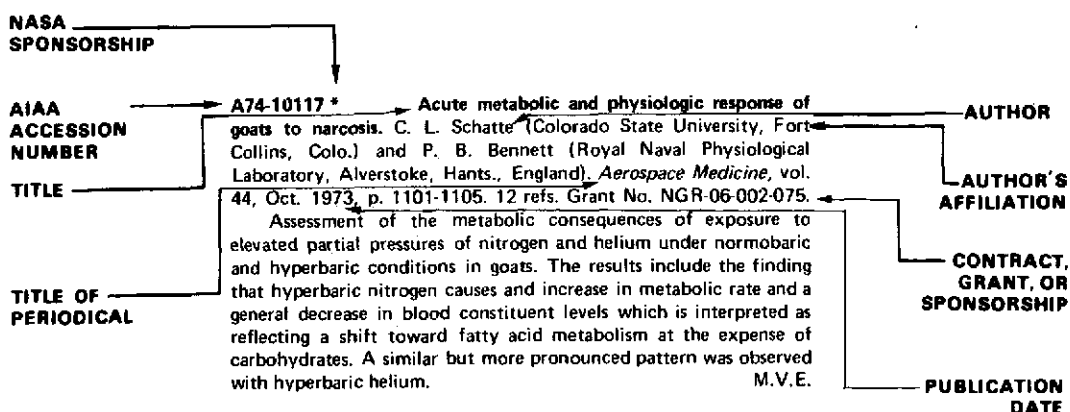 NASA
SPONSORSHIP
AIAA
ACCESSION
NUMBER
TITLE
TITLE OF
PERIODICAL
A74-10117 * Acute metabolic and physiologic response of
goats to narcosis. C. L. Schatte (Colorado State University, Fort
Collins, Colo.) and P. B. Bennett (Royal Naval Physiological
Laboratory, Alverstoke, Hants., England). Aerospace Medicine, vol.
44, Oct. 1973, p. 1101-1105. 12 refs. Grant No. NGR-06-002-075.
Assessment of the metabolic consequences of exposure to
elevated partial pressures of nitrogen and helium under normobaric
and hyperbaric conditions in goats. The results include the finding
that hyperbaric nitrogen causes and increase in metabolic rate and a
general decrease in blood constituent levels which is interpreted as
reflecting a shift toward fatty acid metabolism at the expense of
carbohydrates. A similar but more pronounced pattern was observed
with hyperbaric helium. M.V.E.
AUTHOR
AUTHOR'S
AFFILIATION
CONTRACT,
GRANT, OR
SPONSORSHIP
PUBLICATION
DATE